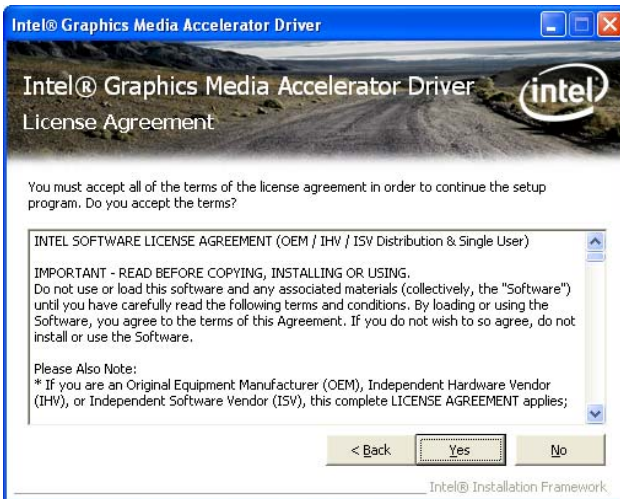 Intel® Graphics Media Accelerator Driver
Intel® Graphics Media Accelerator Driver
License Agreement
intel
You must accept all of the terms of the license agreement in order to continue the setup
program. Do you accept the terms?
INTEL SOFTWARE LICENSE AGREEMENT (OEM / IHV / ISV Distribution & Single User)
IMPORTANT - READ BEFORE COPYING, INSTALLING OR USING.
Do not use or load this software and any associated materials (collectively, the "Software")
until you have carefully read the following terms and conditions. By loading or using the
Software, you agree to the terms of this Agreement. If you do not wish to so agree, do not
install or use the Software.
Please Also Note:
* If you are an Original Equipment Manufacturer (OEM), Independent Hardware Vendor
(IHV), or Independent Software Vendor (ISV), this complete LICENSE AGREEMENT applies;
< Back Yes No
Intel® Installation Framework